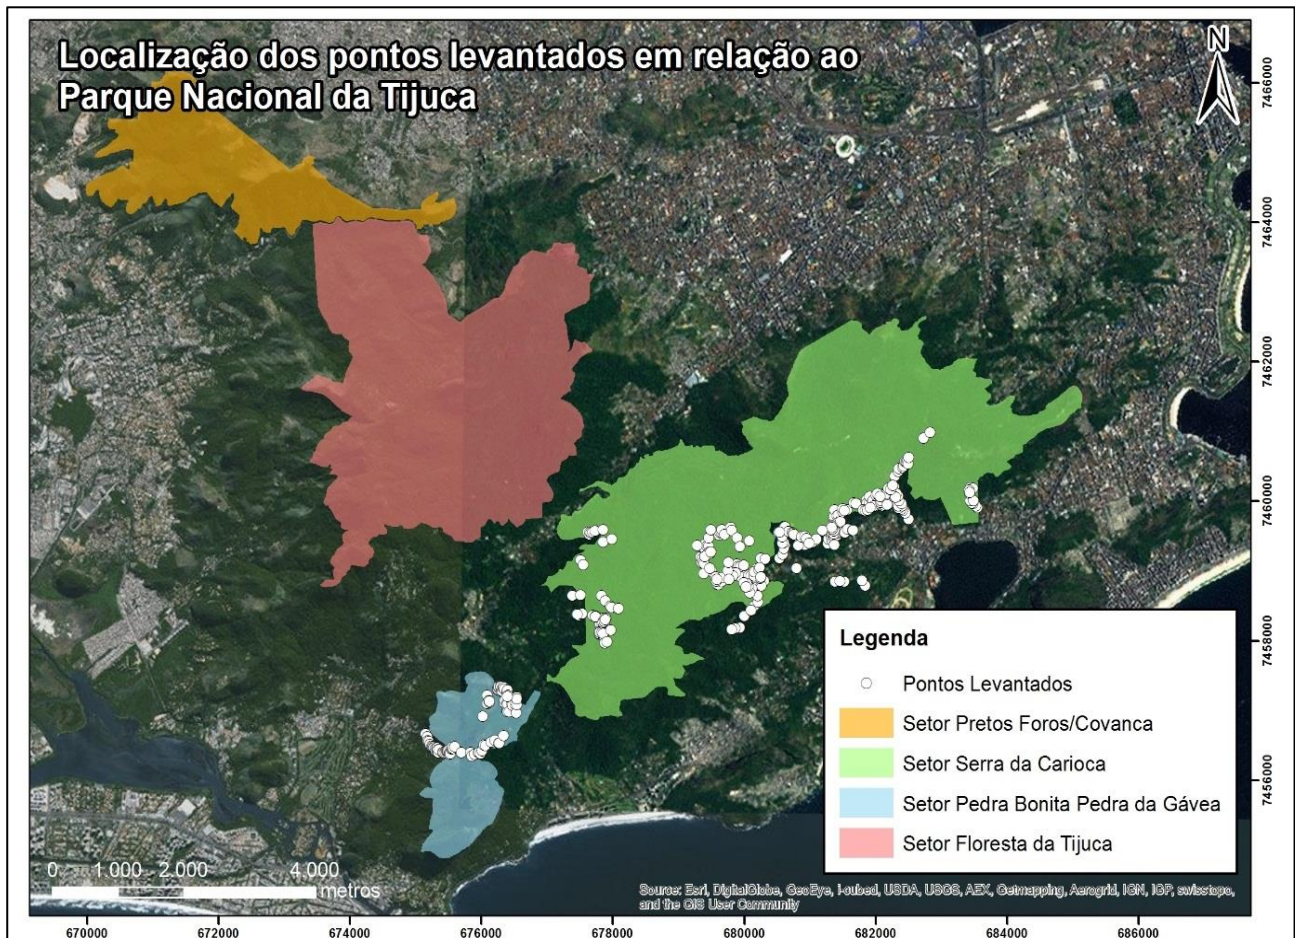 Localização dos pontos levantados em relação ao
Parque Nacional da Tijuca
N
7466000
7464000
7462000
7460000
7458000
7456000
Legenda
Pontos Levantados
Setor Pretos Foros/Covanca
Setor Serra da Carioca
Setor Pedra Bonita Pedra da Gávea
Setor Floresta da Tijuca
0 1.000 2.000 4.000
metros
Source: Esri, DigitalGlobe, GeoEye, i-cubed, USDA, USGS, AEX, Getmapping, Aerogrid, IGN, IGP, swisstopo,
and the GIS User Community
670000 672000 674000 676000 678000 680000 682000 684000 686000